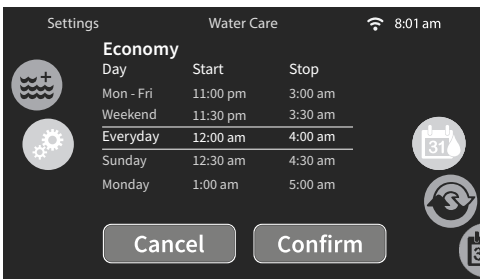 Settings Water Care 8:01 am
Economy
Day Start Stop
Mon - Fri 11:00 pm 3:00 am
Weekend 11:30 pm 3:30 am
Everyday 12:00 am 4:00 am
Sunday 12:30 am 4:30 am
Monday 1:00 am 5:00 am
31
Cancel Confirm